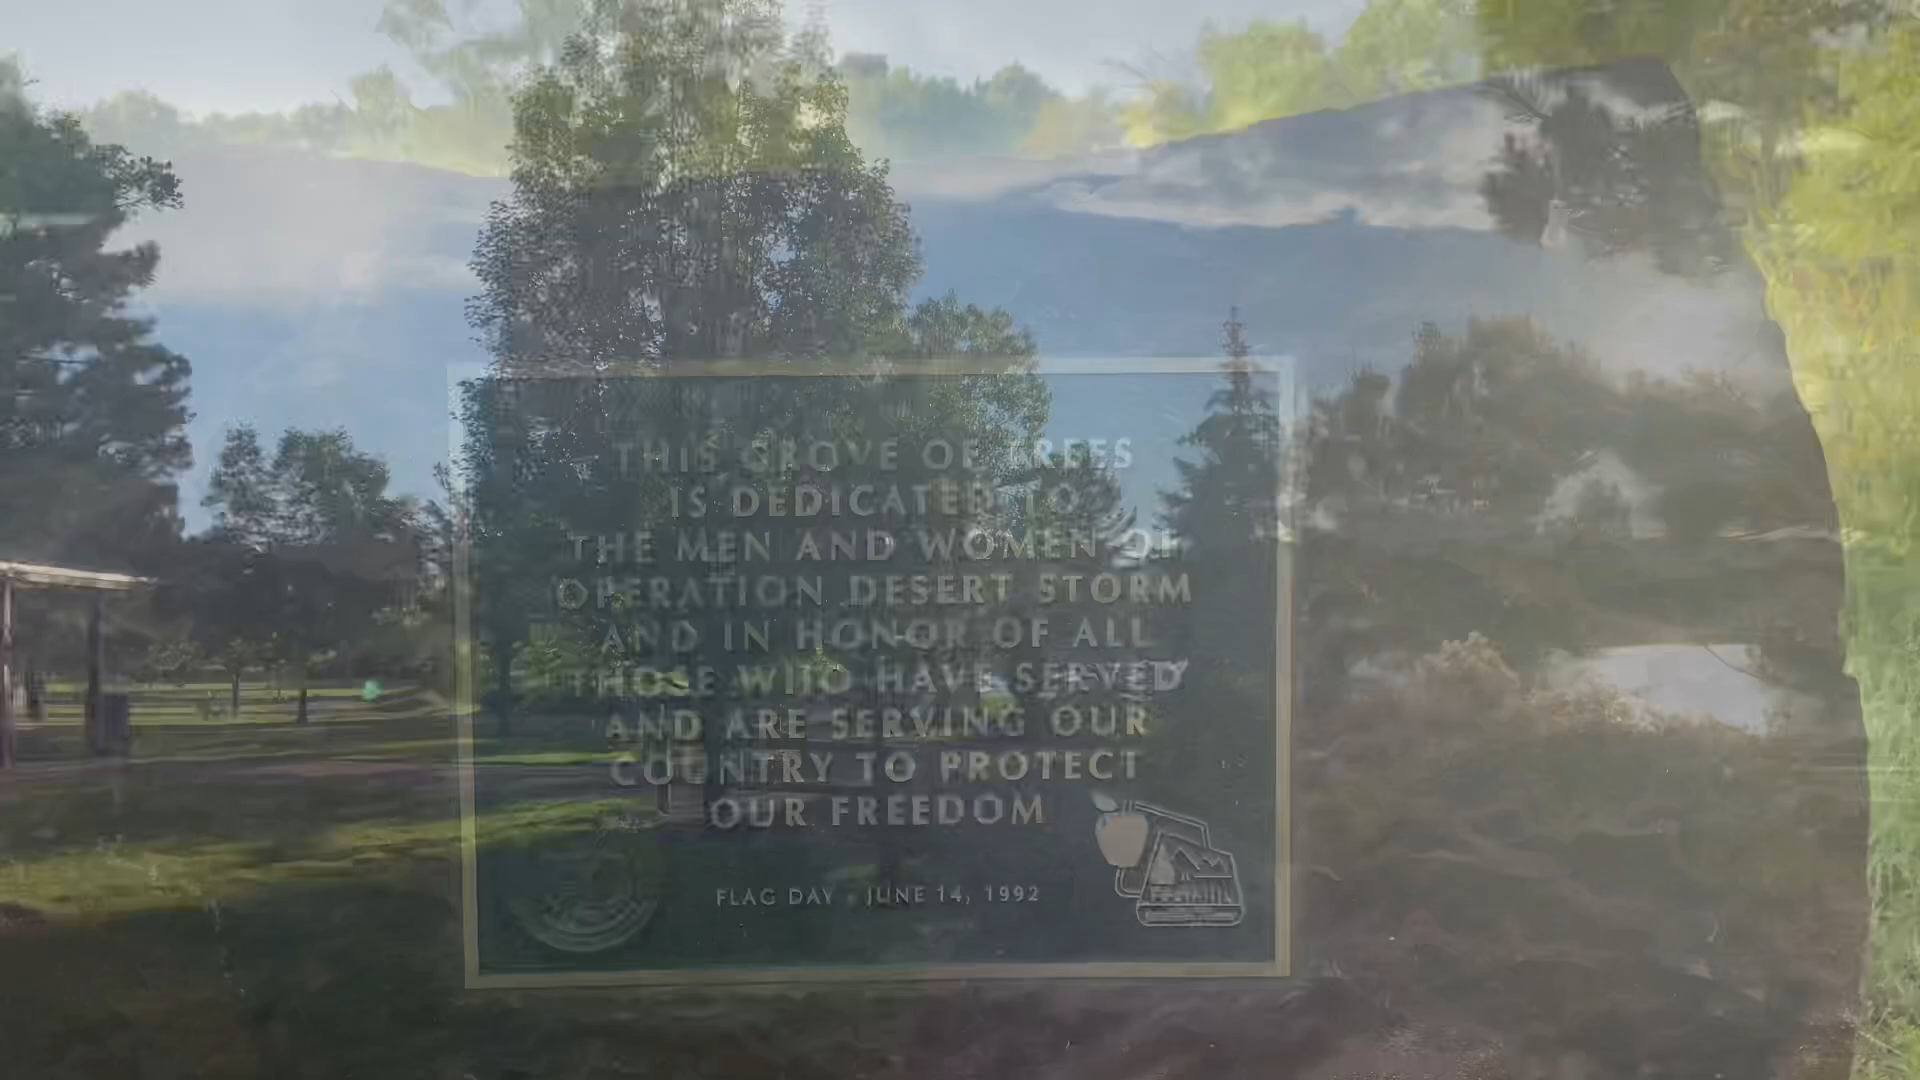 THIS GROVE OF TREES
IS DEDICATED TO
THE MEN AND WOMEN OF
OPERATION DESERT STORM
AND IN HONOR OF ALL
THOSE WHO HAVE SERVED
AND ARE SERVING OUR
COUNTRY TO PROTECT
OUR FREEDOM
FLAG DAY - JUNE 14, 1992